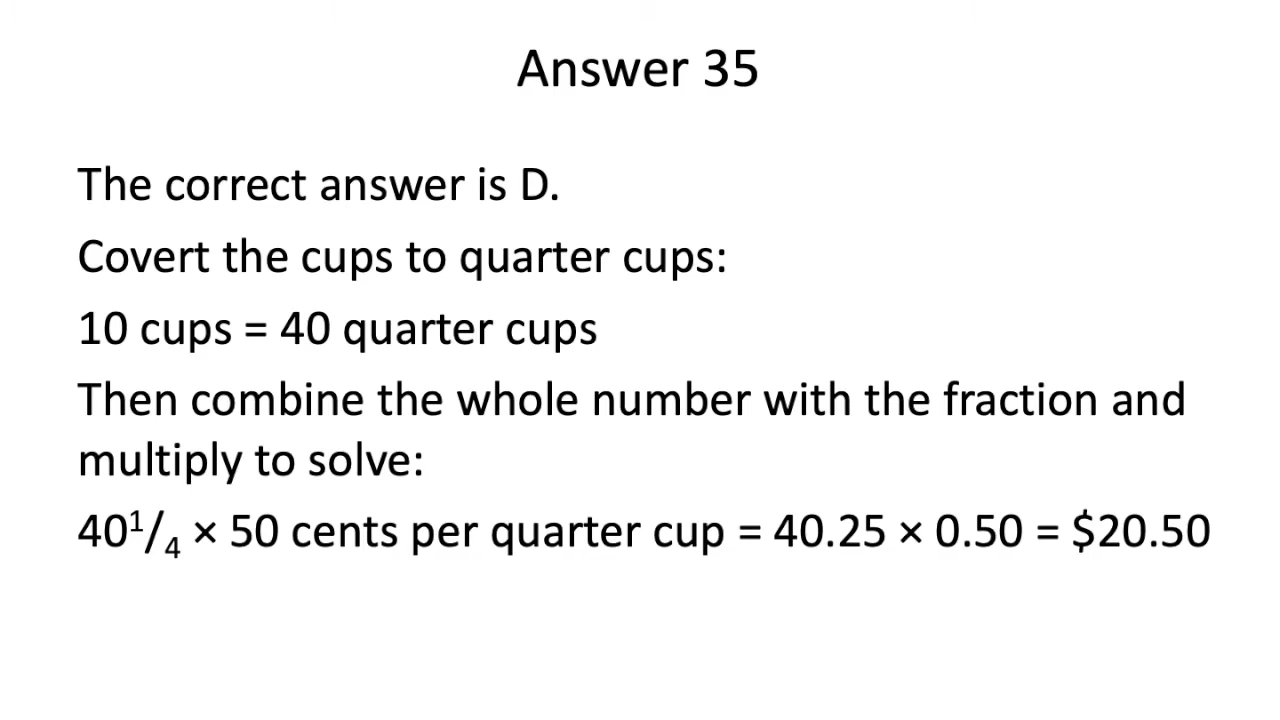 Answer 35
The correct answer is D.
Covert the cups to quarter cups:
10 cups = 40 quarter cups
Then combine the whole number with the fraction and
multiply to solve:
40¹/₄ × 50 cents per quarter cup = 40.25 × 0.50 = $20.50